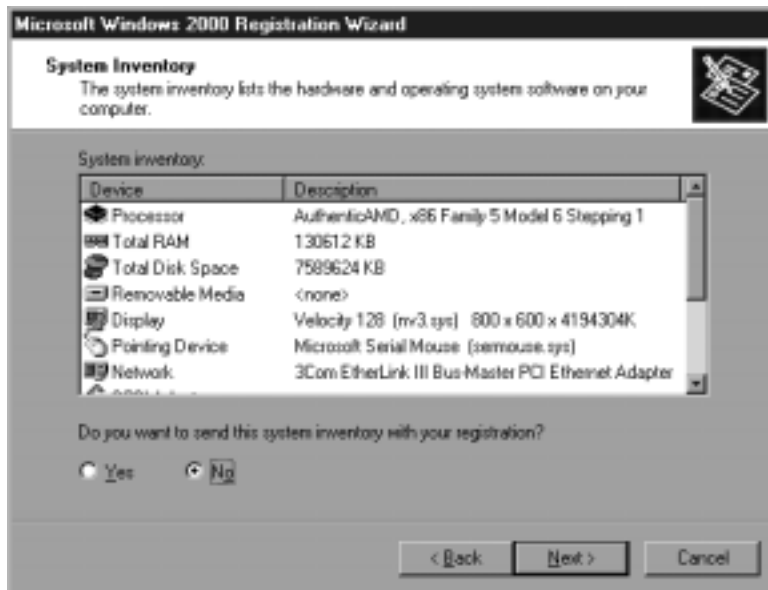 Microsoft Windows 2000 Registration Wizard
System Inventory
The system inventory lists the hardware and operating system software on your
computer.
System inventory:
Device Description
Processor AuthenticAMD, x86 Family 5 Model 6 Stepping 1
Total RAM 130612 KB
Total Disk Space 7589624 KB
Removable Media <none>
Display Velocity 128 (nv3.sys) 800 x 600 x 4194304K
Pointing Device Microsoft Serial Mouse (sermouse.sys)
Network 3Com EtherLink III Bus-Master PCI Ethernet Adapter
Do you want to send this system inventory with your registration?
Yes No
< Back Next > Cancel